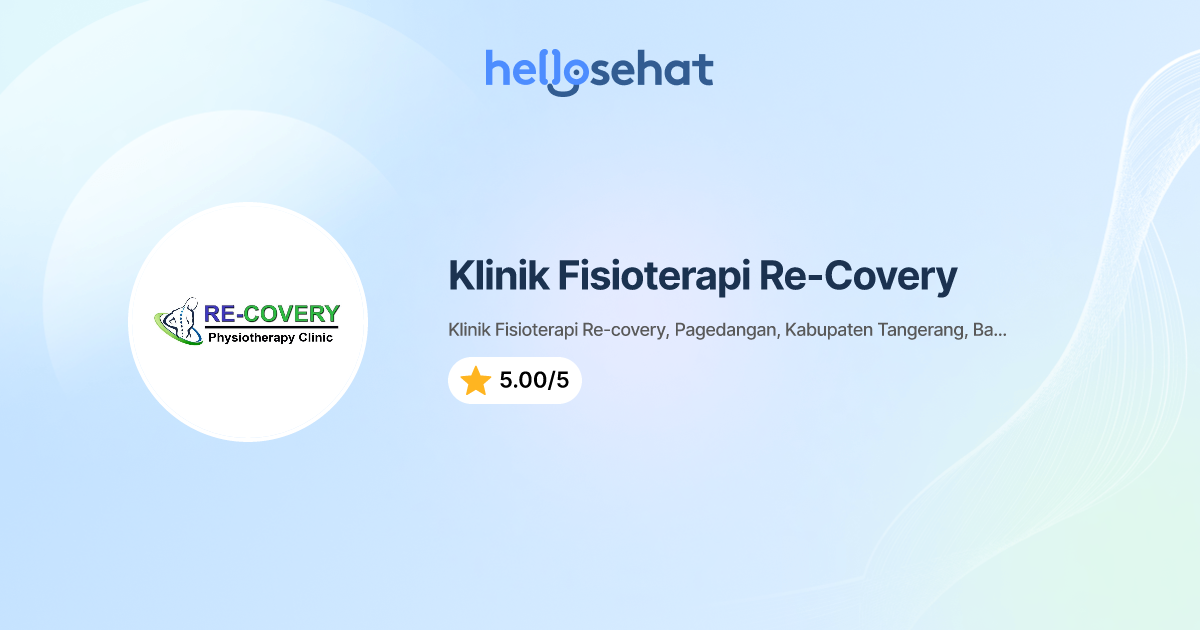 hellosehat
RE-COVERY
Physiotherapy Clinic
Klinik Fisioterapi Re-Covery
Klinik Fisioterapi Re-covery, Pagedangan, Kabupaten Tangerang, Ba...
5.00/5